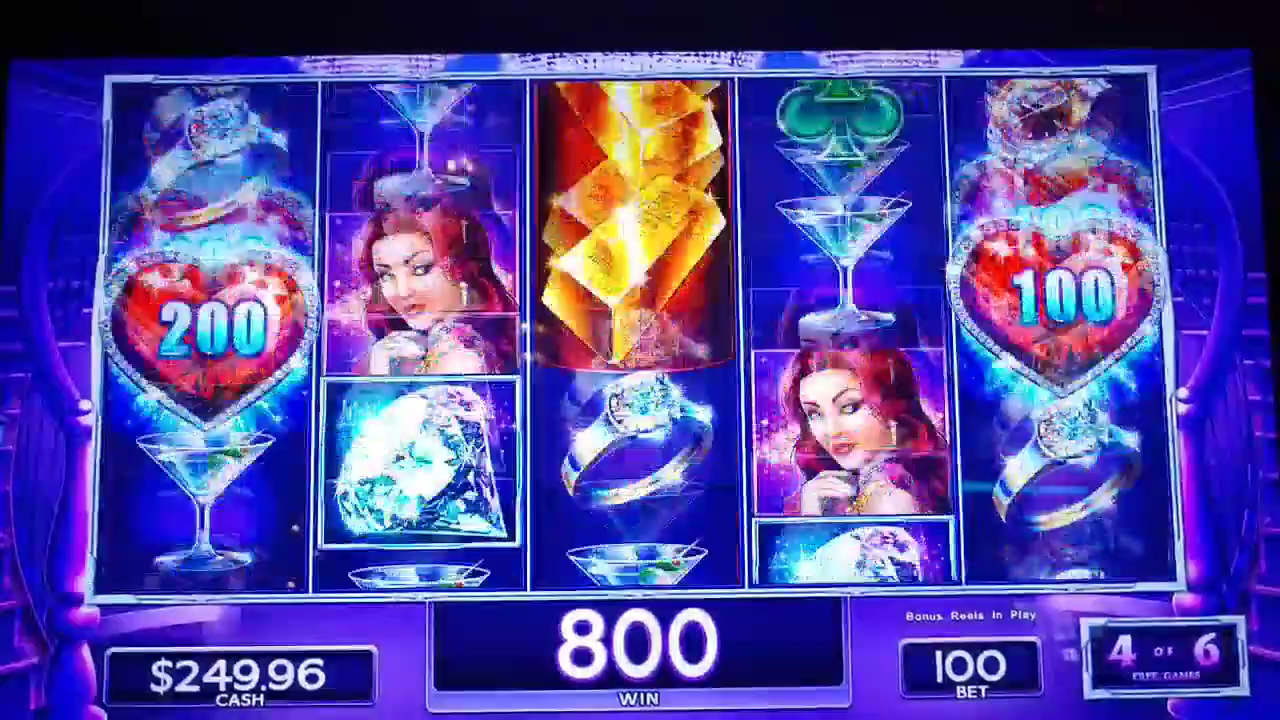 200
100
800
WIN
$249.96
CASH
Bonus Reels In Play
100
BET
4 OF 6
FREE GAMES